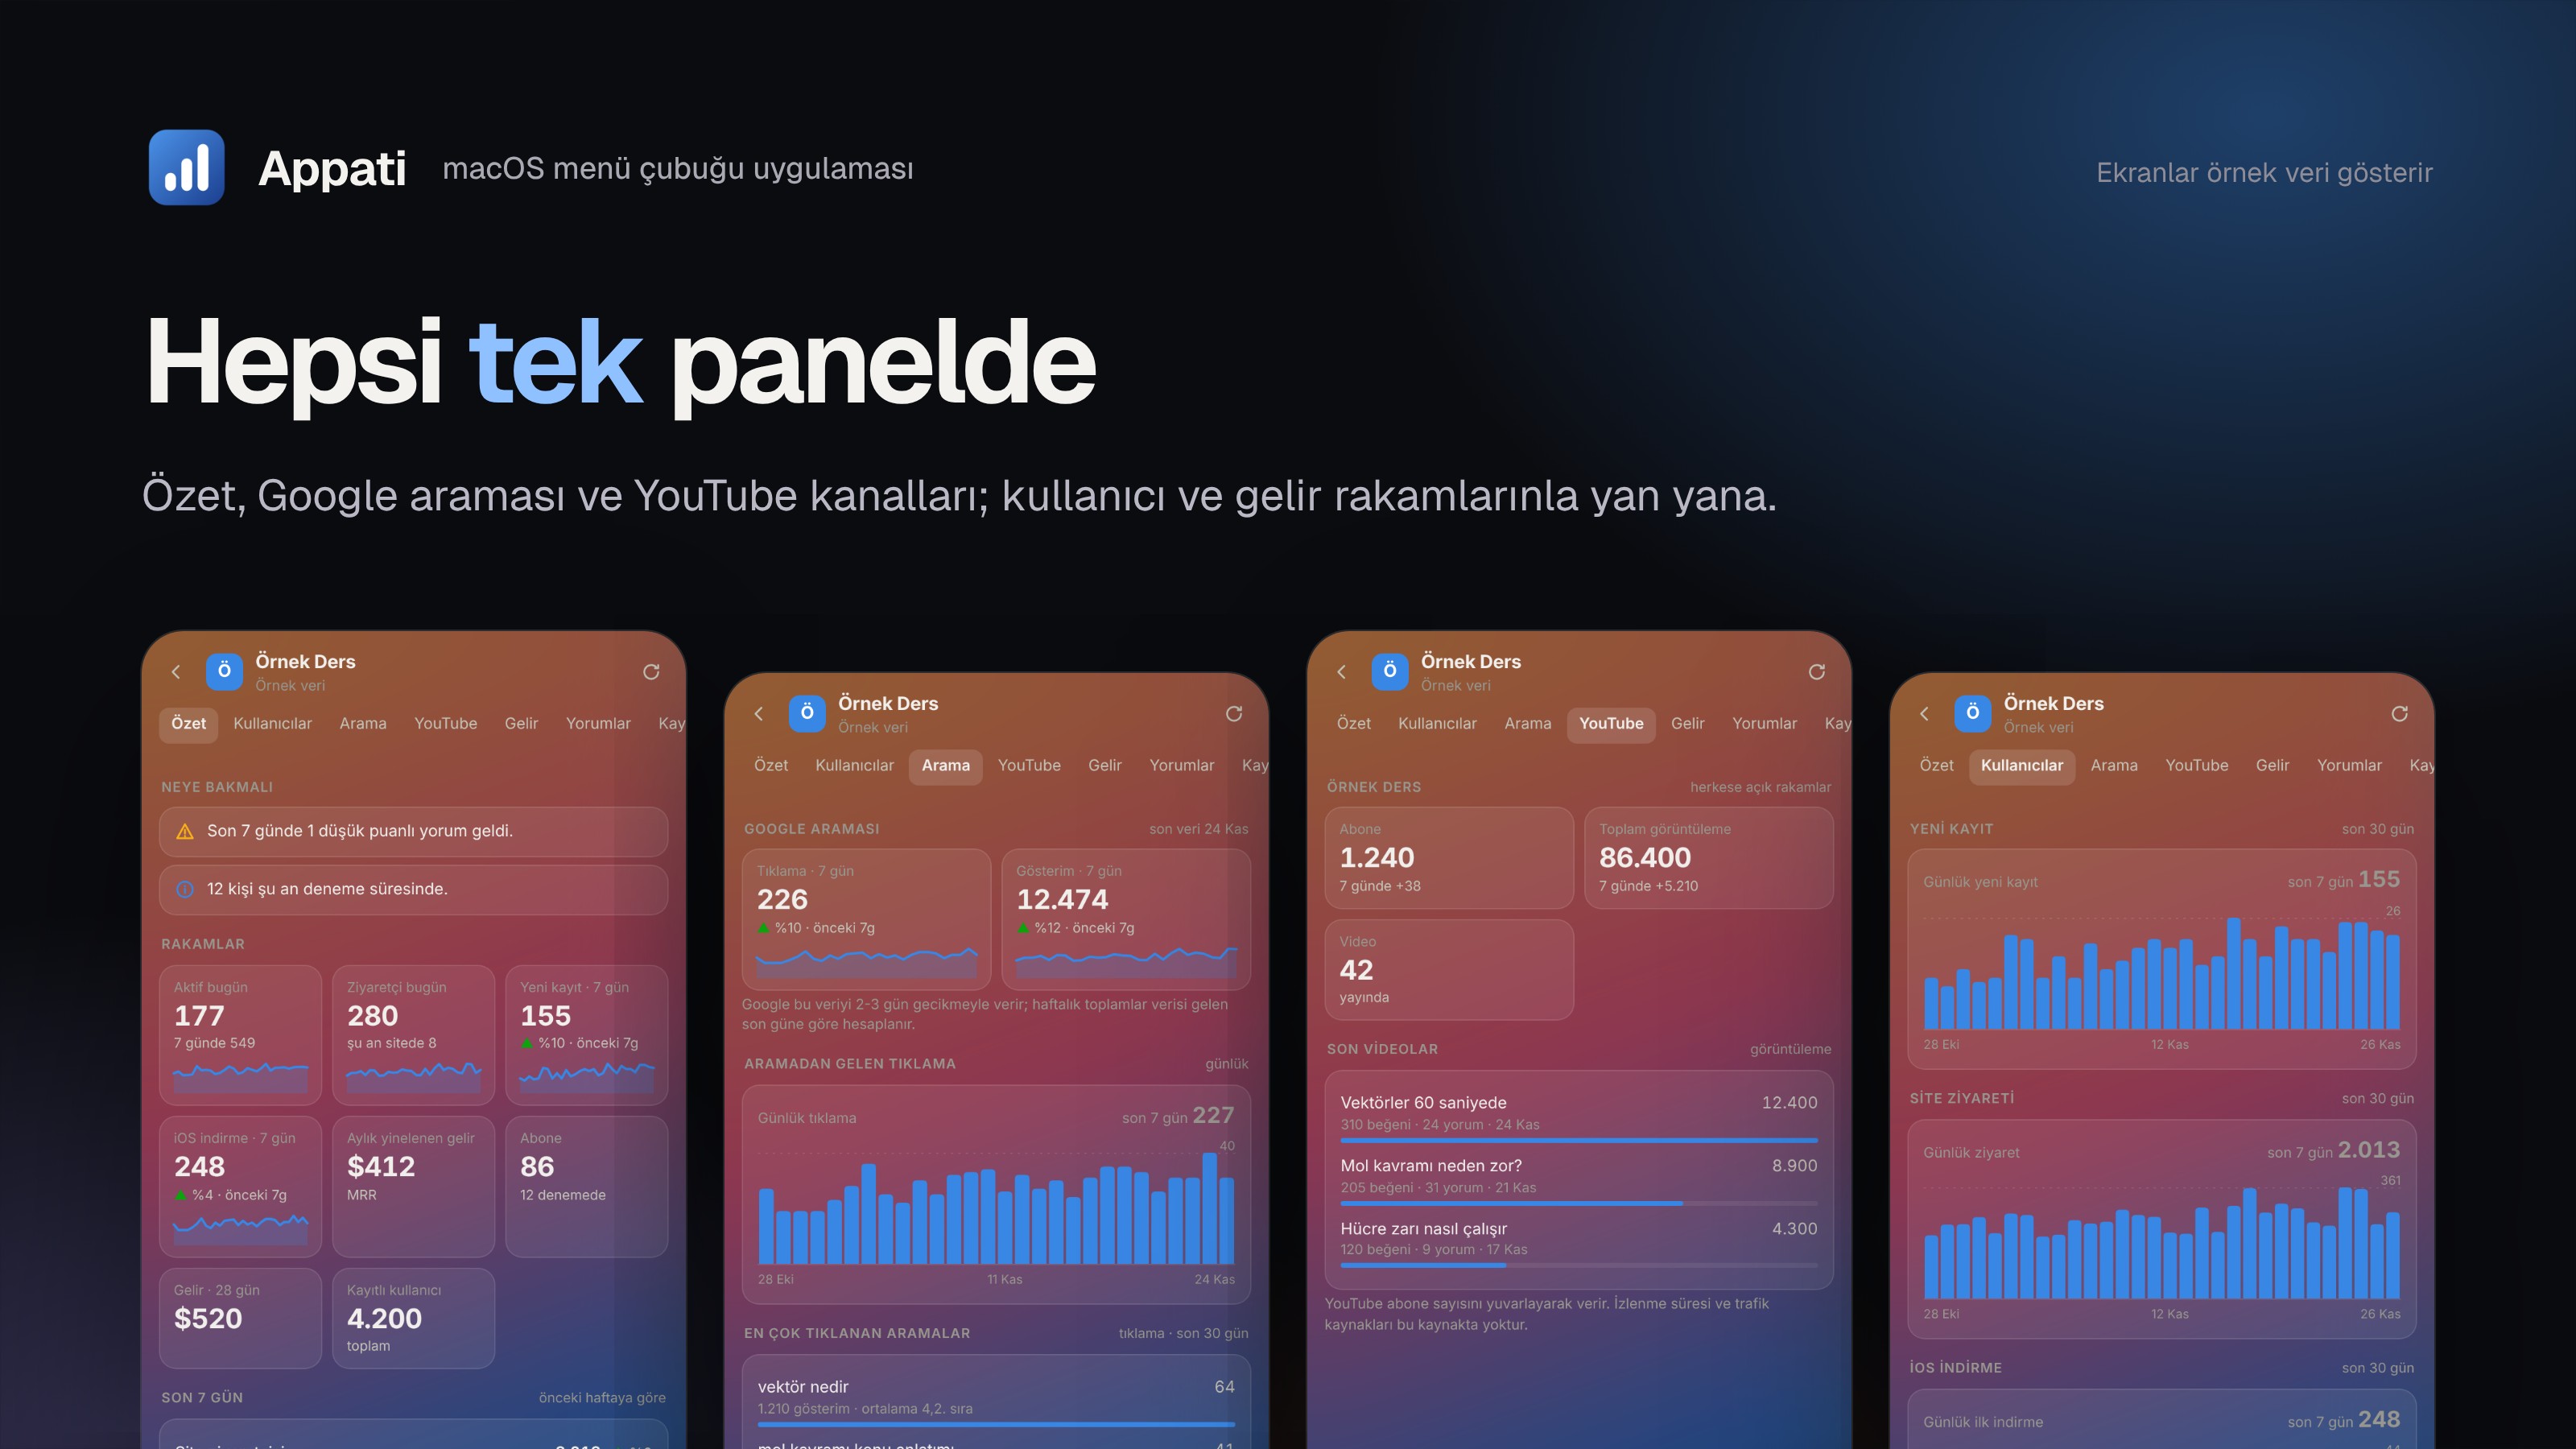 Appati macOS menü çubuğu uygulaması
Ekranlar örnek veri gösterir
Hepsi tek panelde
Özet, Google araması ve YouTube kanalları; kullanıcı ve gelir rakamlarınla yan yana.
Ö Örnek Ders
Örnek veri
Özet Kullanıcılar Arama YouTube Gelir Yorumlar Kay
NEYE BAKMALI
Son 7 günde 1 düşük puanlı yorum geldi.
12 kişi şu an deneme süresinde.
RAKAMLAR
Aktif bugün
177
7 günde 549
Ziyaretçi bugün
280
şu an sitede 8
Yeni kayıt · 7 gün
155
▲ %10 · önceki 7g
iOS indirme · 7 gün
248
▲ %4 · önceki 7g
Aylık yinelenen gelir
$412
MRR
Abone
86
12 denemede
Gelir · 28 gün
$520
Kayıtlı kullanıcı
4.200
toplam
SON 7 GÜN önceki haftaya göre
Ö Örnek Ders
Örnek veri
Özet Kullanıcılar Arama YouTube Gelir Yorumlar Kay
GOOGLE ARAMASI son veri 24 Kas
Tıklama · 7 gün
226
▲ %10 · önceki 7g
Gösterim · 7 gün
12.474
▲ %12 · önceki 7g
Google bu veriyi 2-3 gün gecikmeyle verir; haftalık toplamlar verisi gelen
son güne göre hesaplanır.
ARAMADAN GELEN TIKLAMA günlük
Günlük tıklama son 7 gün 227
40
28 Eki 11 Kas 24 Kas
EN ÇOK TIKLANAN ARAMALAR tıklama · son 30 gün
vektör nedir 64
1.210 gösterim · ortalama 4,2. sıra
Ö Örnek Ders
Örnek veri
Özet Kullanıcılar Arama YouTube Gelir Yorumlar Kay
ÖRNEK DERS herkese açık rakamlar
Abone
1.240
7 günde +38
Toplam görüntüleme
86.400
7 günde +5.210
Video
42
yayında
SON VİDEOLAR görüntüleme
Vektörler 60 saniyede 12.400
310 beğeni · 24 yorum · 24 Kas
Mol kavramı neden zor? 8.900
205 beğeni · 31 yorum · 21 Kas
Hücre zarı nasıl çalışır 4.300
120 beğeni · 9 yorum · 17 Kas
YouTube abone sayısını yuvarlayarak verir. İzlenme süresi ve trafik
kaynakları bu kaynakta yoktur.
Ö Örnek Ders
Örnek veri
Özet Kullanıcılar Arama YouTube Gelir Yorumlar Kay
YENİ KAYIT son 30 gün
Günlük yeni kayıt son 7 gün 155
26
28 Eki 12 Kas 26 Kas
SİTE ZİYARETİ son 30 gün
Günlük ziyaret son 7 gün 2.013
361
28 Eki 12 Kas 26 Kas
İOS İNDİRME son 30 gün
Günlük ilk indirme son 7 gün 248